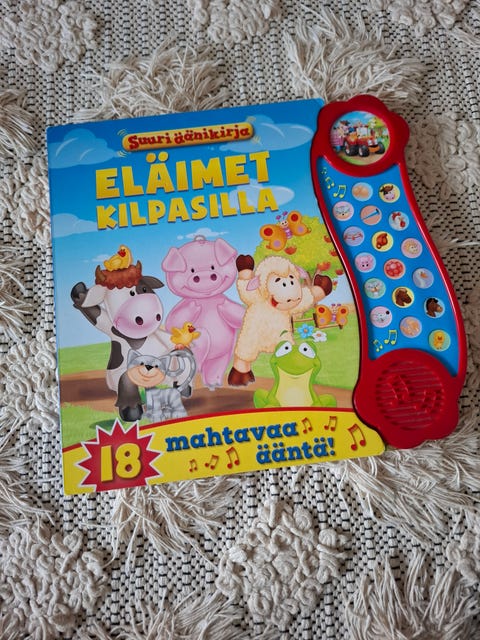 Suuri äänikirja
ELÄIMET
KILPASILLA
18 mahtavaa
ääntä!